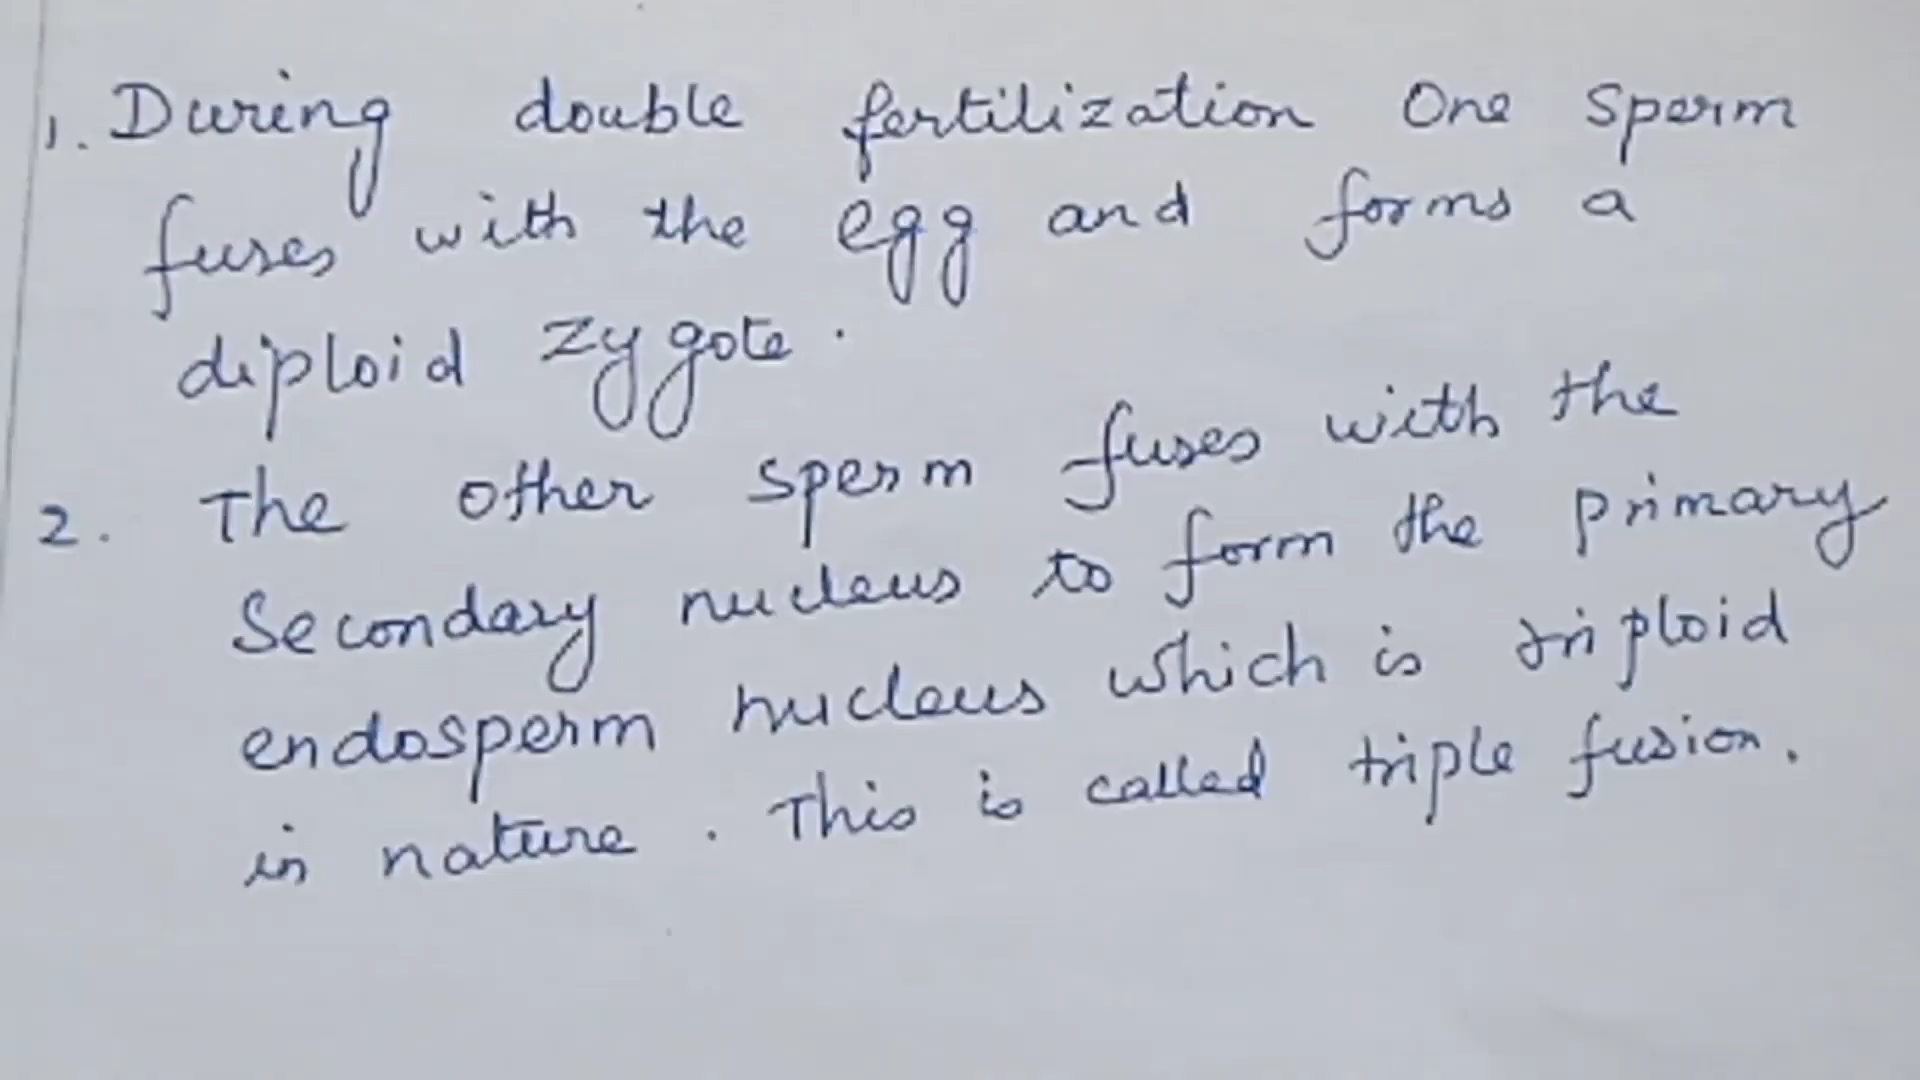 1. During double fertilization One sperm
fuses with the egg and forms a
diploid zygote.
2. The other sperm fuses with the
Secondary nucleus to form the primary
endosperm nucleus which is triploid
in nature. This is called triple fusion.